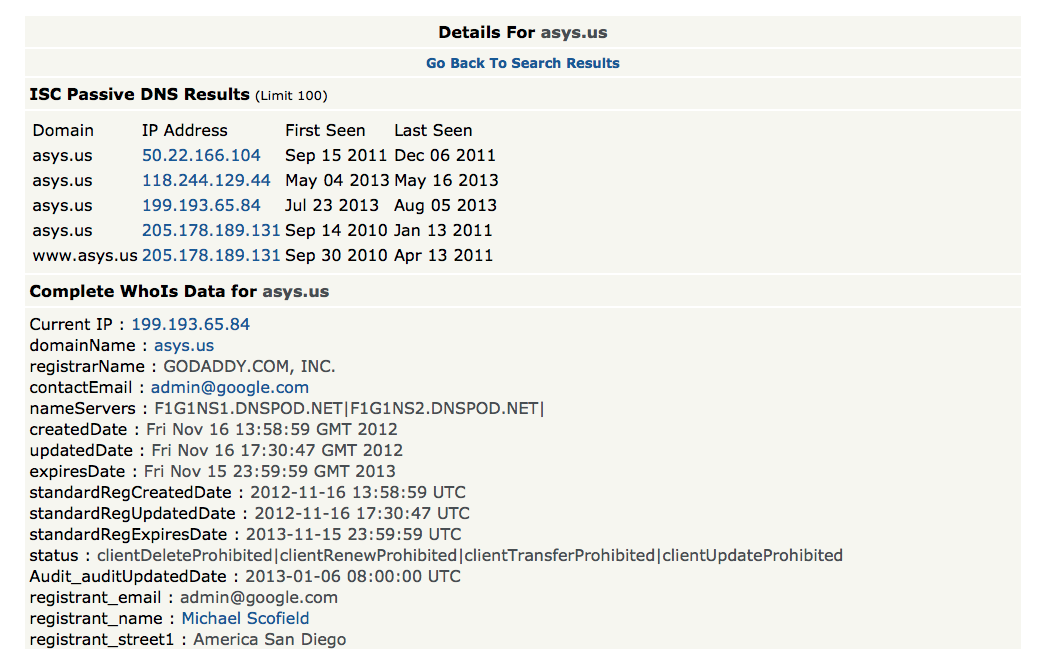 Details For asys.us
Go Back To Search Results
ISC Passive DNS Results (Limit 100)
Domain IP Address First Seen Last Seen
asys.us 50.22.166.104 Sep 15 2011 Dec 06 2011
asys.us 118.244.129.44 May 04 2013 May 16 2013
asys.us 199.193.65.84 Jul 23 2013 Aug 05 2013
asys.us 205.178.189.131 Sep 14 2010 Jan 13 2011
www.asys.us 205.178.189.131 Sep 30 2010 Apr 13 2011
Complete WhoIs Data for asys.us
Current IP : 199.193.65.84
domainName : asys.us
registrarName : GODADDY.COM, INC.
contactEmail : admin@google.com
nameServers : F1G1NS1.DNSPOD.NET|F1G1NS2.DNSPOD.NET|
createdDate : Fri Nov 16 13:58:59 GMT 2012
updatedDate : Fri Nov 16 17:30:47 GMT 2012
expiresDate : Fri Nov 15 23:59:59 GMT 2013
standardRegCreatedDate : 2012-11-16 13:58:59 UTC
standardRegUpdatedDate : 2012-11-16 17:30:47 UTC
standardRegExpiresDate : 2013-11-15 23:59:59 UTC
status : clientDeleteProhibited|clientRenewProhibited|clientTransferProhibited|clientUpdateProhibited
Audit_auditUpdatedDate : 2013-01-06 08:00:00 UTC
registrant_email : admin@google.com
registrant_name : Michael Scofield
registrant_street1 : America San Diego